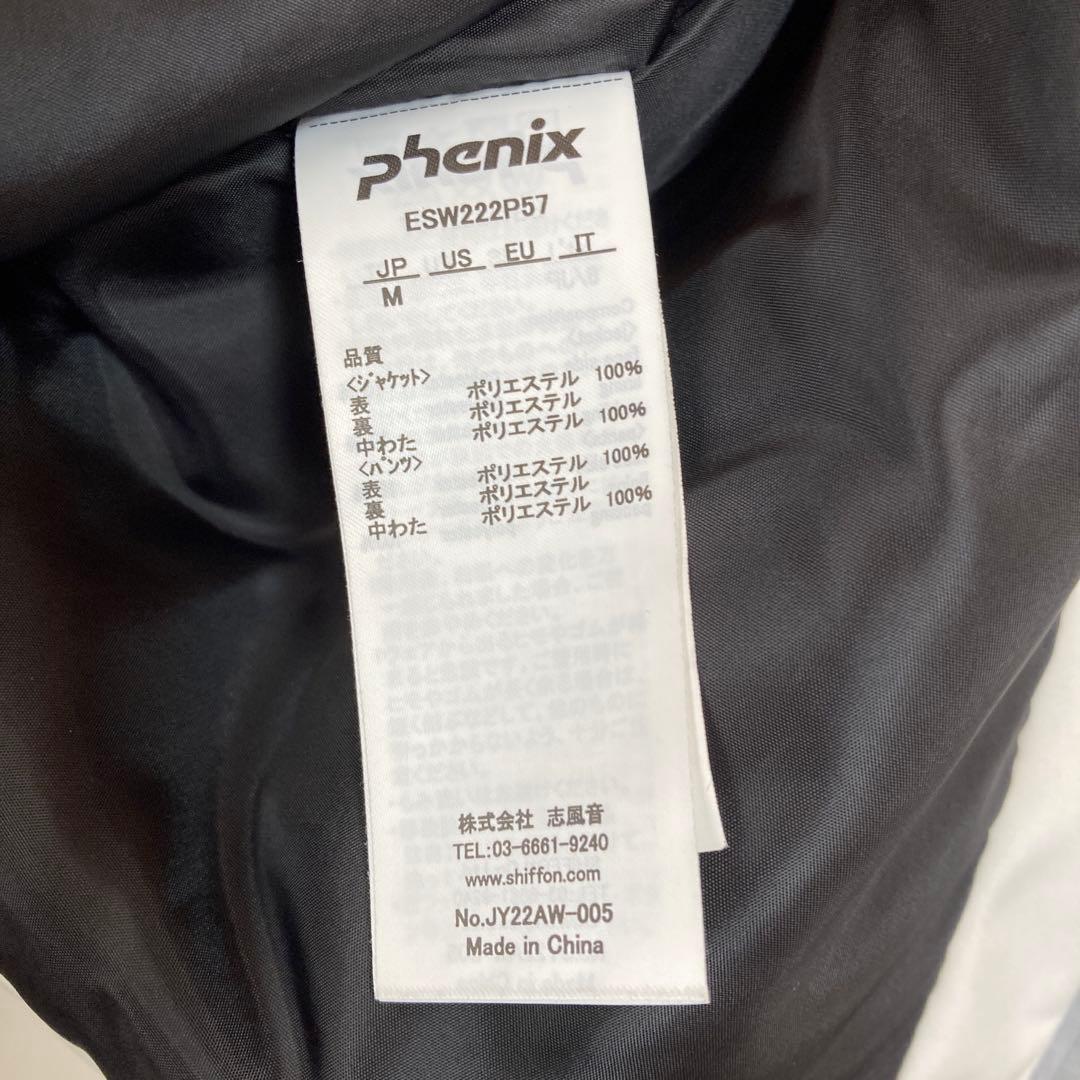 phenix
ESW222P57
JP US EU IT
M
品質
<ジャケット>
表 ポリエステル 100%
裏 ポリエステル
中わた ポリエステル 100%
<パンツ>
表 ポリエステル 100%
裏 ポリエステル
中わた ポリエステル 100%
株式会社 志風音
TEL:03-6661-9240
www.shiffon.com
No.JY22AW-005
Made in China